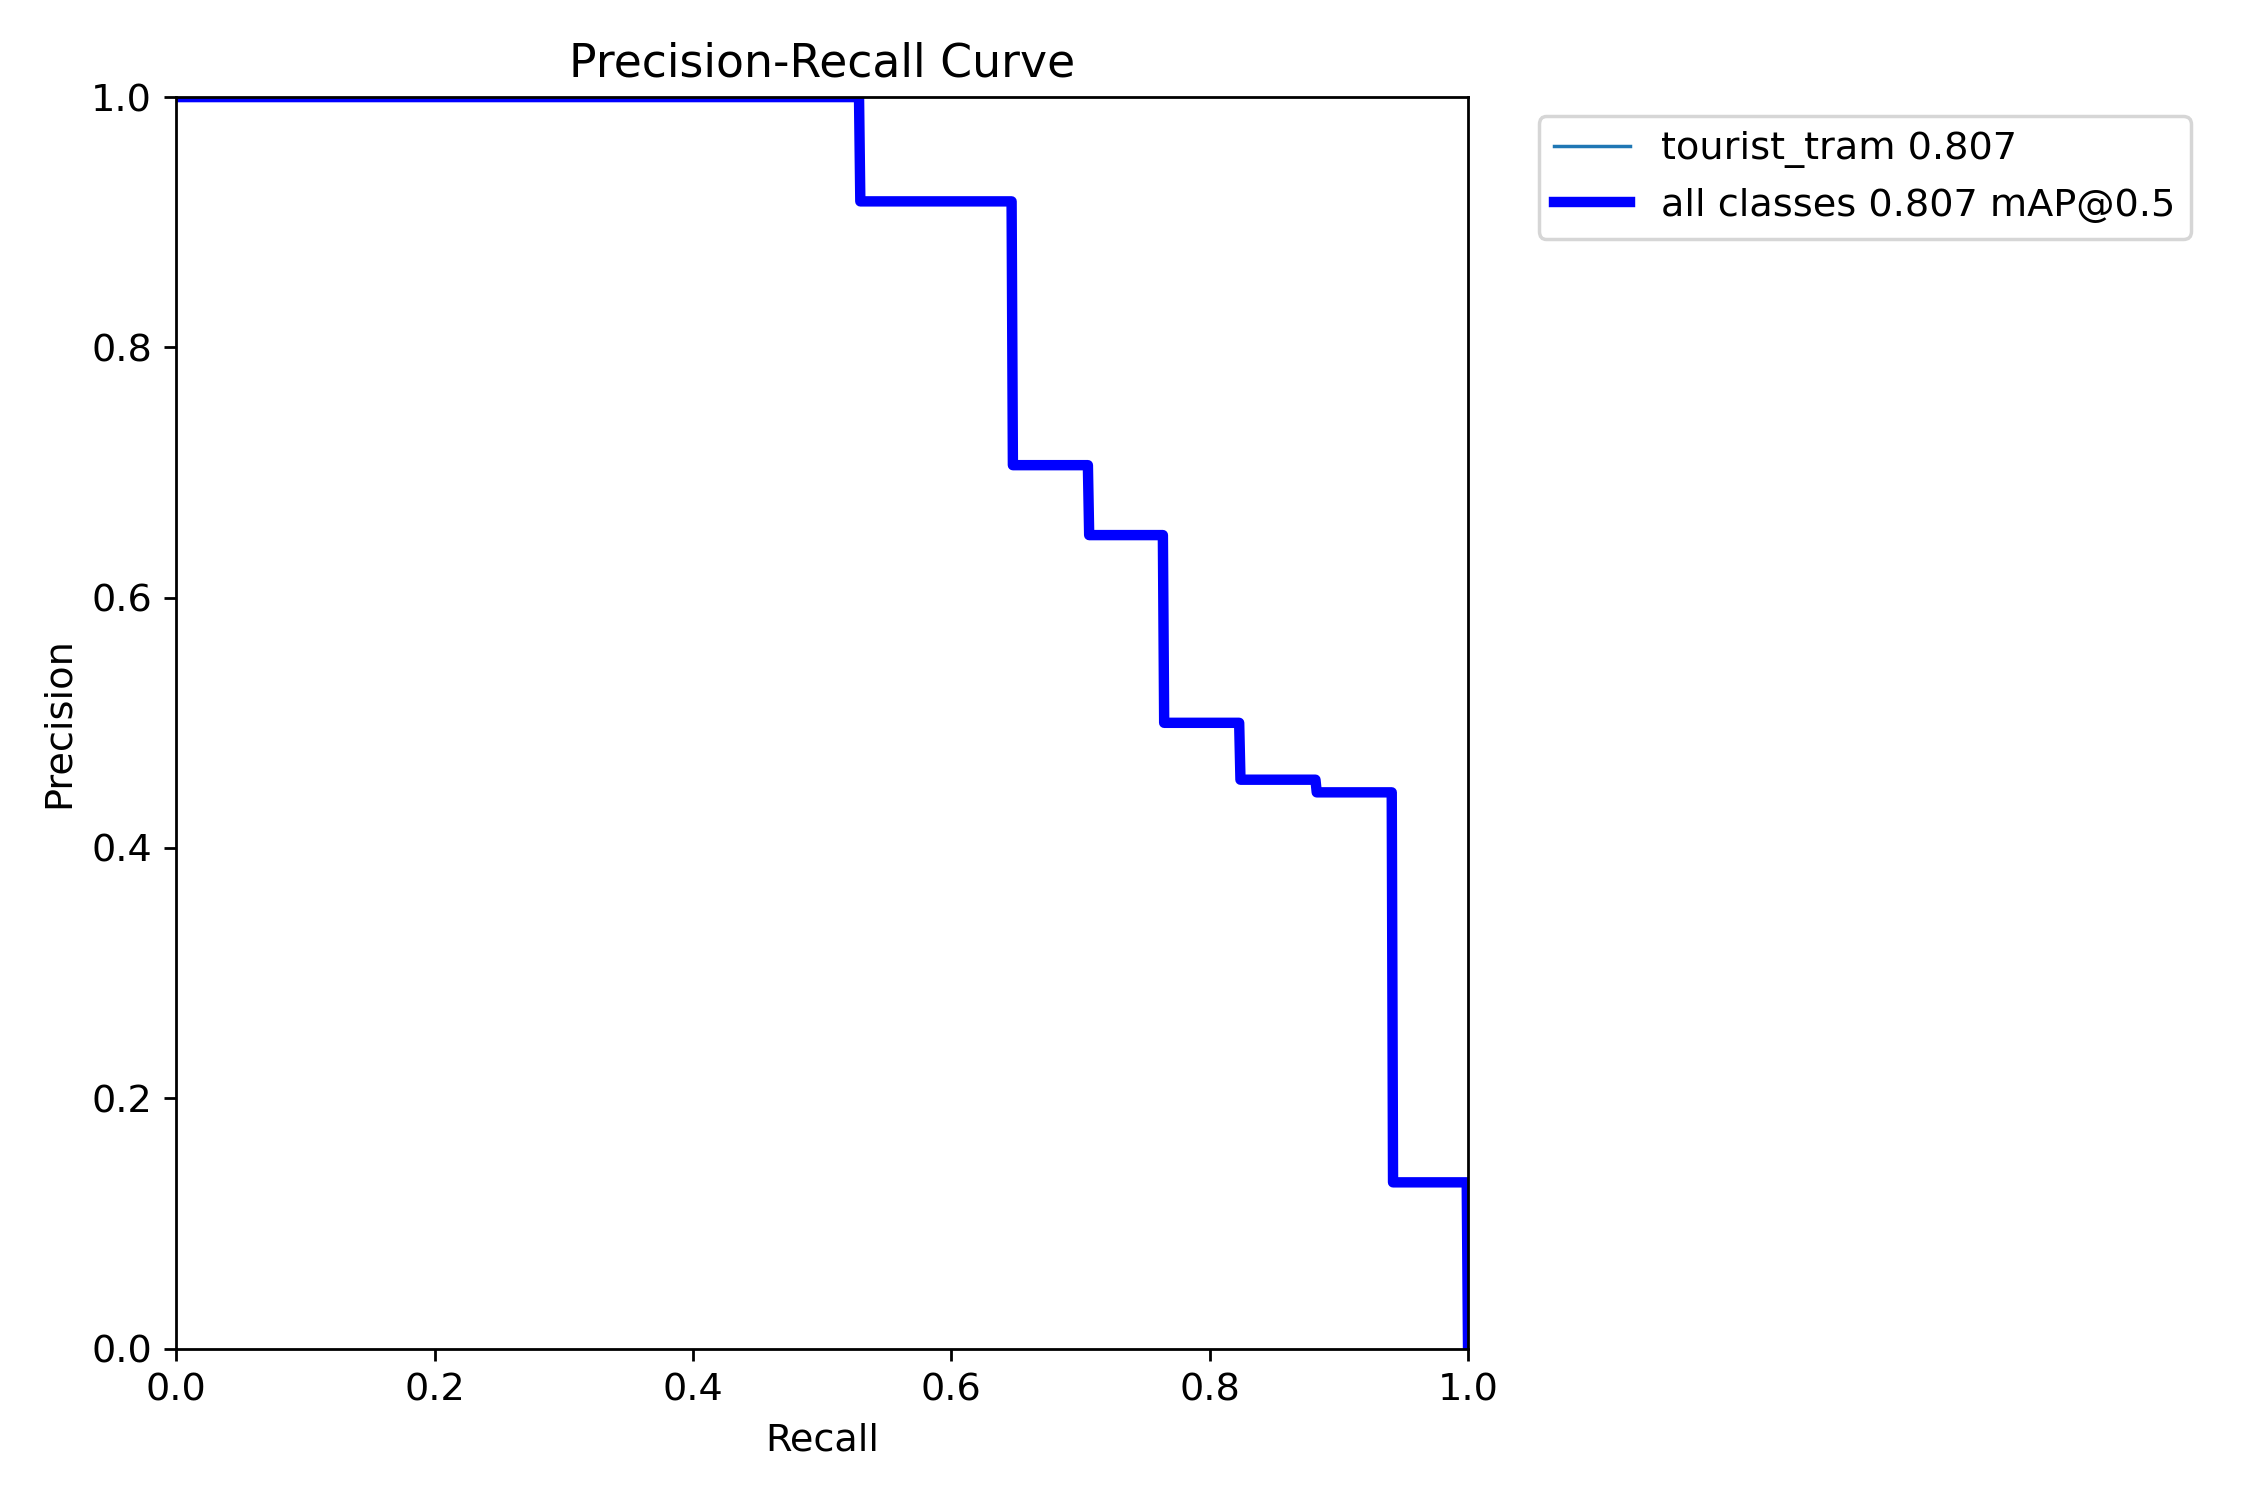 Precision-Recall Curve
1.0
0.8
0.6
0.4
0.2
0.0
Precision
0.0 0.2 0.4 0.6 0.8 1.0
Recall
tourist_tram 0.807
all classes 0.807 mAP@0.5